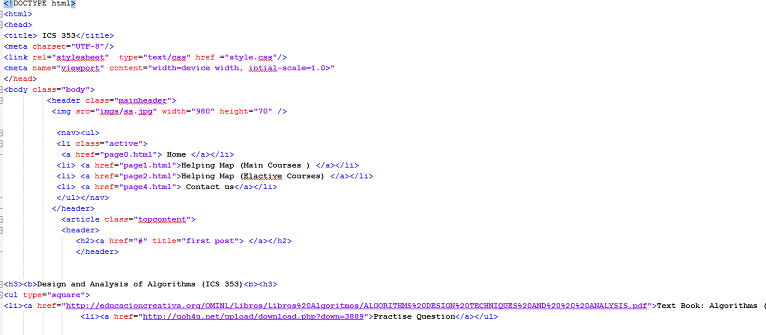 <!DOCTYPE html>
<html>
<head>
<title> ICS 353</title>
<meta charset="UTF-8"/>
<link rel="stylesheet"  type="text/css" href ="style.css"/>
<meta name="viewport" content="width=device width, intial-scale=1.0>"
</head>
<body class="body">
<header class="mainheader">
<img src="imgs/ss.jpg" width="980" height="70" />
<nav><ul>
<li class="active">
<a href="page0.html"> Home </a></li>
<li> <a href="page1.html">Helping Map (Main Courses ) </a></li>
<li> <a href="page2.html">Helping Map (Elactive Courses) </a></li>
<li> <a href="page4.html"> Contact us</a></li>
</ul></nav>
</header>
<article class="topcontent">
<header>
<h2><a href="#" title="first post"> </a></h2>
</header>
<h3><b>Design and Analysis of Algorithms (ICS 353)<b><h3>
<ul type="square">
<li><a href="http://educacioncreativa.org/OMINL/Libros/Libros%20Algoritmos/ALGORITHMS%20DESIGN%20TECHNIQUES%20AND%20%20%20ANALYSIS.pdf">Text Book: Algorithms (
<li><a href="http://uoh4u.net/upload/download.php?down=3889">Practise Question</a></ul>